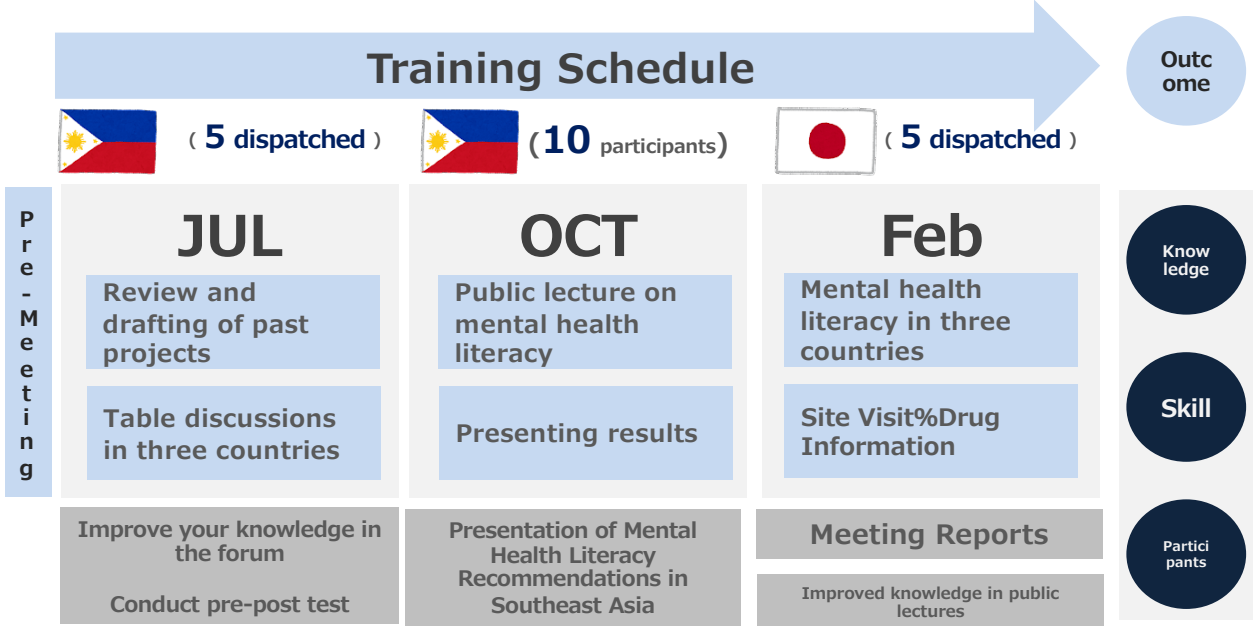 Training Schedule
Outc
ome
( 5 dispatched )
(10 participants)
( 5 dispatched )
Pre-Meeting
JUL
Review and
drafting of past
projects
Table discussions
in three countries
Improve your knowledge in
the forum
Conduct pre-post test
OCT
Public lecture on
mental health
literacy
Presenting results
Presentation of Mental
Health Literacy
Recommendations in
Southeast Asia
Feb
Mental health
literacy in three
countries
Site Visit%Drug
Information
Meeting Reports
Improved knowledge in public
lectures
Know
ledge
Skill
Partici
pants